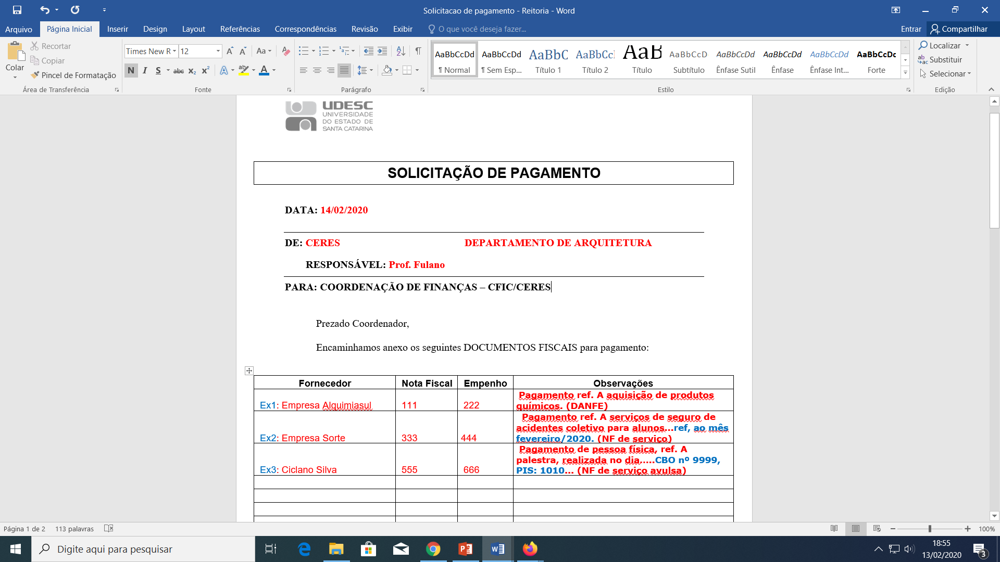 Solicitacao de pagamento - Reitoria - Word
Arquivo
Página Inicial
Inserir
Design
Layout
Referências
Correspondências
Revisão
Exibir
O que você deseja fazer...
Entrar
Compartilhar
Colar
Recortar
Copiar
Pincel de Formatação
Área de Transferência
Times New R
12
Aa
N I S abc x₂ x²
Fonte
Parágrafo
AaBbCcDd
¶ Normal
AaBbCcDd
¶ Sem Esp...
AaBbC
Título 1
AaBbCc
Título 2
AaB
Título
AaBbCcD
Subtítulo
AaBbCcDd
Ênfase Sutil
AaBbCcDd
Ênfase
AaBbCcDd
Ênfase Int...
AaBbCcDc
Forte
Estilo
Localizar
Substituir
Selecionar
Edição
UDESC
UNIVERSIDADE
DO ESTADO DE
SANTA CATARINA
SOLICITAÇÃO DE PAGAMENTO
DATA: 14/02/2020
DE: CERES DEPARTAMENTO DE ARQUITETURA
RESPONSÁVEL: Prof. Fulano
PARA: COORDENAÇÃO DE FINANÇAS – CFIC/CERES
Prezado Coordenador,
Encaminhamos anexo os seguintes DOCUMENTOS FISCAIS para pagamento:
Fornecedor Nota Fiscal Empenho Observações
Ex1: Empresa Alquimiasul 111 222
Pagamento ref. A aquisição de produtos
químicos. (DANFE)
Ex2: Empresa Sorte 333 444
Pagamento ref. A serviços de seguro de
acidentes coletivo para alunos...ref, ao mês
fevereiro/2020. (NF de serviço)
Ex3: Ciclano Silva 555 666
Pagamento de pessoa física, ref. A
palestra, realizada no dia.....CBO nº 9999,
PIS: 1010... (NF de serviço avulsa)
Página 1 de 2
113 palavras
100%
Digite aqui para pesquisar
18:55
13/02/2020
3